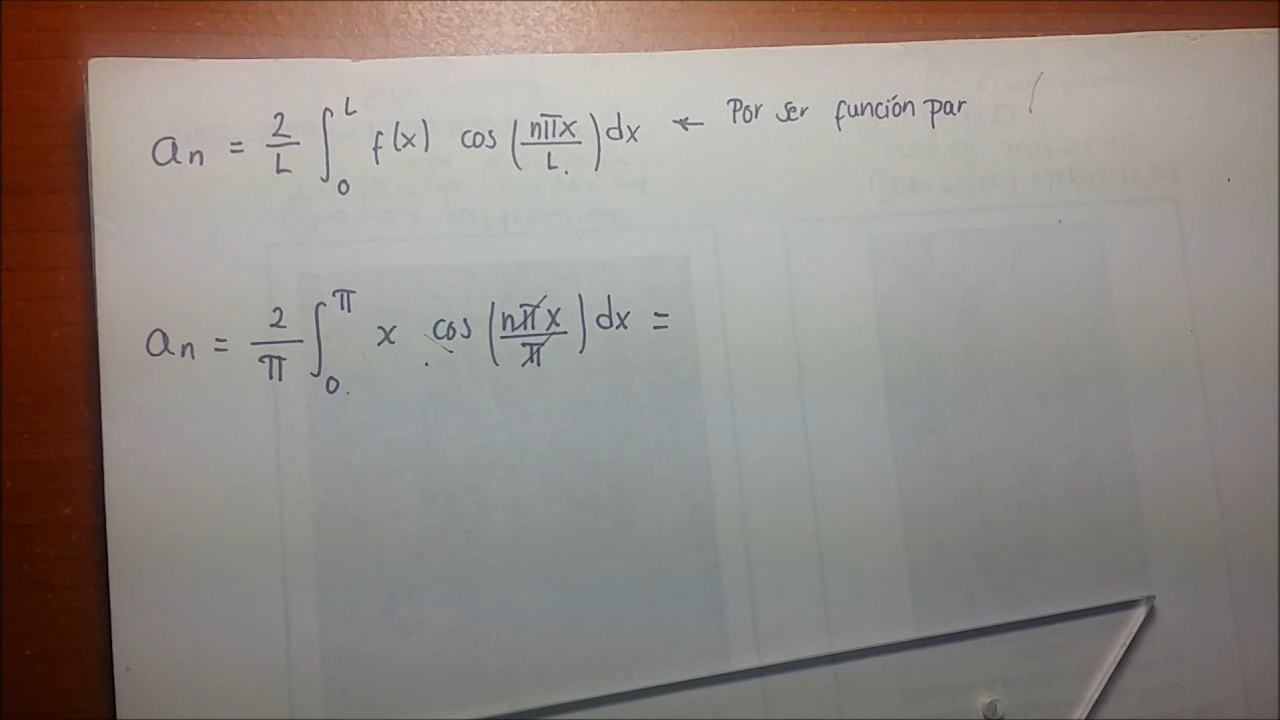 an = 2/L ∫₀ᴸ f(x) cos(nπx/L.)dx ← Por ser función par
an = 2/π ∫₀^π x cos(nπx/π)dx =